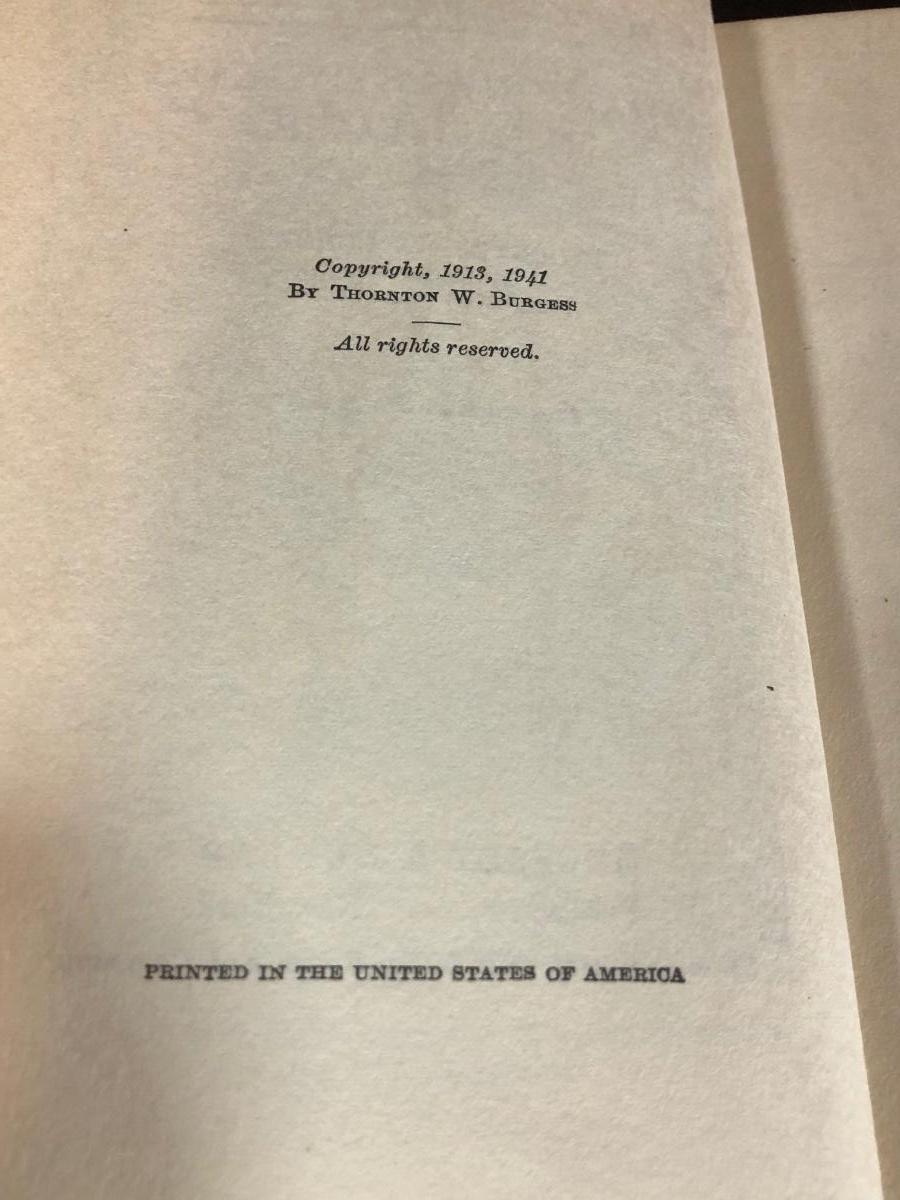 Copyright, 1913, 1941
By Thornton W. Burgess
All rights reserved.
PRINTED IN THE UNITED STATES OF AMERICA